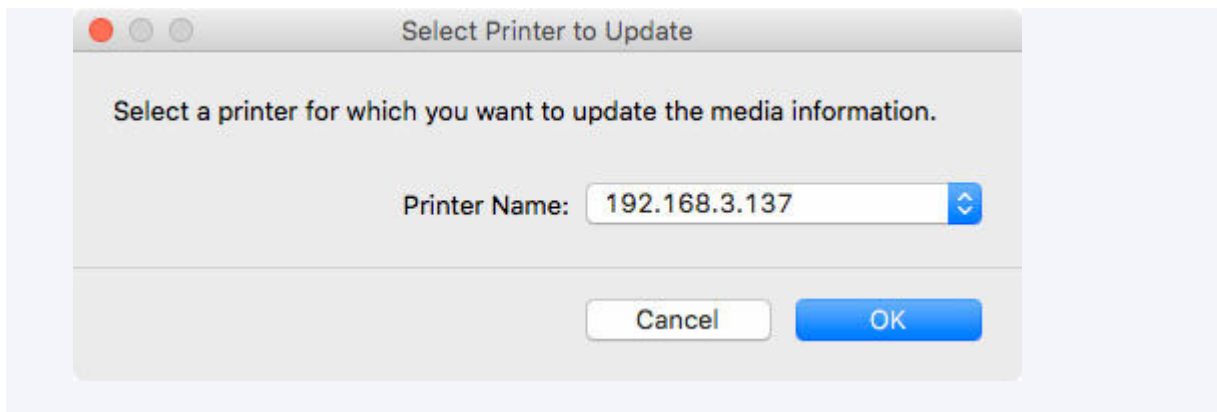 Select Printer to Update
Select a printer for which you want to update the media information.
Printer Name: 192.168.3.137
Cancel OK